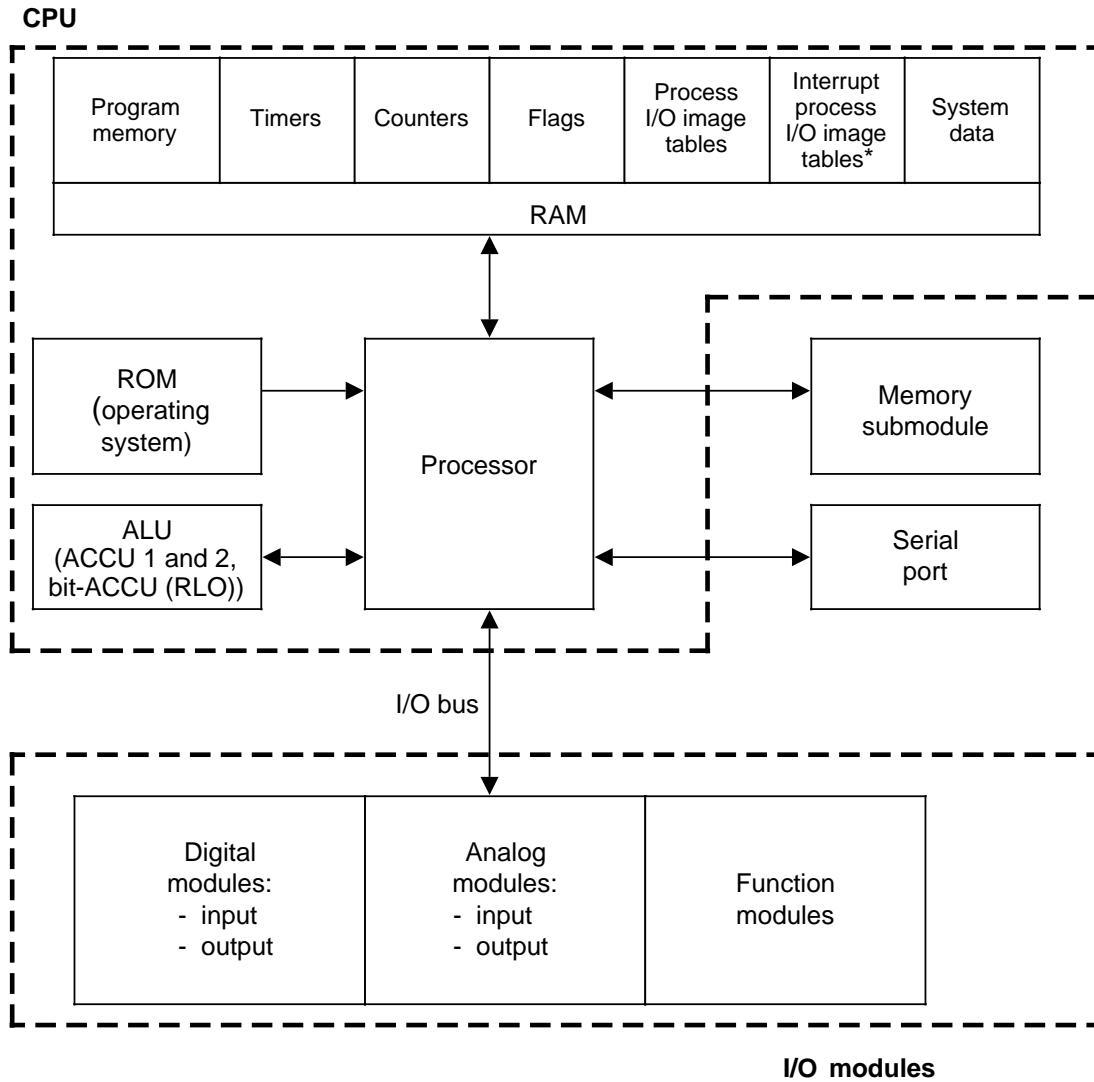 CPU
Program
memory
Timers
Counters
Flags
Process
I/O image
tables
Interrupt
process
I/O image
tables*
System
data
RAM
ROM
(operating
system)
Processor
Memory
submodule
ALU
(ACCU 1 and 2,
bit-ACCU (RLO))
Serial
port
I/O bus
Digital
modules:
- input
- output
Analog
modules:
- input
- output
Function
modules
I/O modules